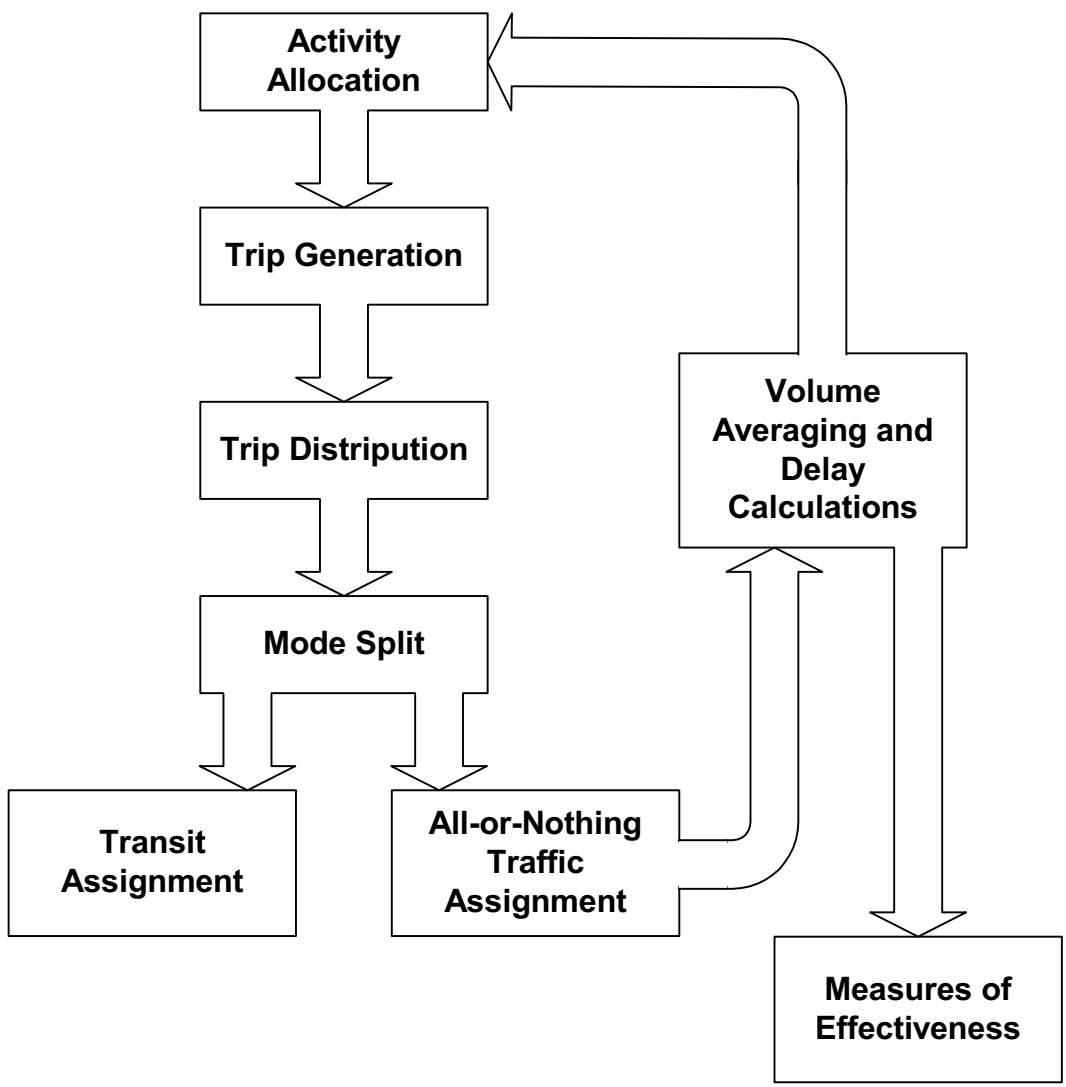 Activity
Allocation
Trip Generation
Trip Distripution
Mode Split
Transit
Assignment
All-or-Nothing
Traffic
Assignment
Volume
Averaging and
Delay
Calculations
Measures of
Effectiveness